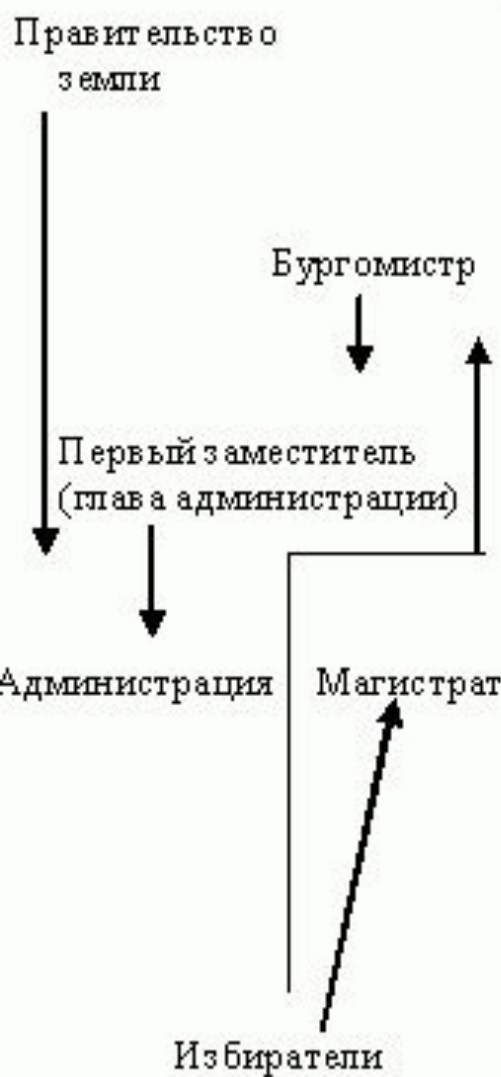 Правительство
земли
Бургомистр
Первый заместитель
(глава администрации)
Администрация
Магистрат
Избиратели